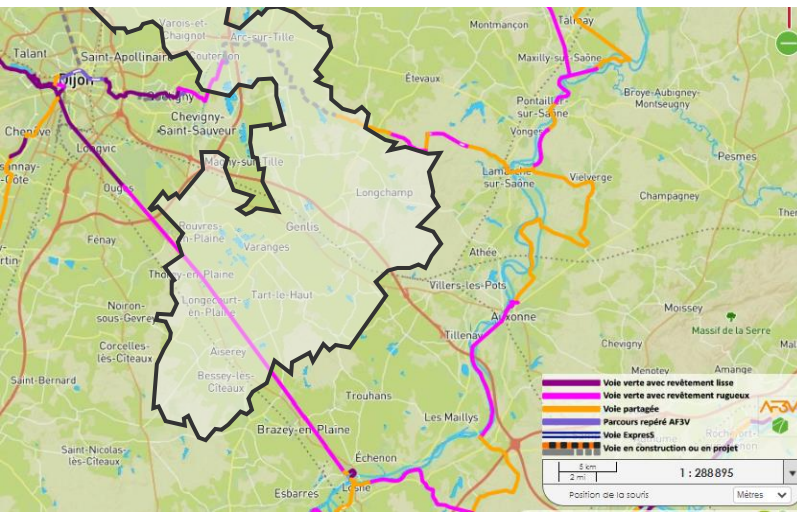 Varois-et-
Chaignot
Arc-sur-Tille
Montmançon
Talmay
Talant
Saint-Apollinaire
Couternon
Maxilly-sur-Saône
Dijon
Quetigny
Étevaux
Broye-Aubigney-
Montseugny
Pontailler-
sur-Saône
Chevigny-
Saint-Sauveur
Chenôve
Longvic
Vonges
Pesmes
Magny-sur-Tille
Lamarche-
sur-Saône
Vielverge
Ouges
Longchamp
Champagney
Rouvres-
en-Plaine
Genlis
Fénay
Varanges
Athée
Thorey-en-Plaine
Villers-les-Pots
Longecourt-
en-Plaine
Tart-le-Haut
Noiron-
sous-Gevrey
Auxonne
Moissey
Massif de la Serre
Corcelles-
lès-Cîteaux
Tillenay
Chevigny
Aiserey
Menotey
Amange
Saint-Bernard
Bessey-lès-
Cîteaux
Trouhans
Les Maillys
Brazey-en-Plaine
Saint-Nicolas-
lès-Cîteaux
Échenon
Esbarres
Losne
Voie verte avec revêtement lisse
Voie verte avec revêtement rugueux
Voie partagée
Parcours repéré AF3V
Voie ExpresS
Voie en construction ou en projet
AF3V
5 km
2 mi
1 : 288 895
Position de la souris
Mètres